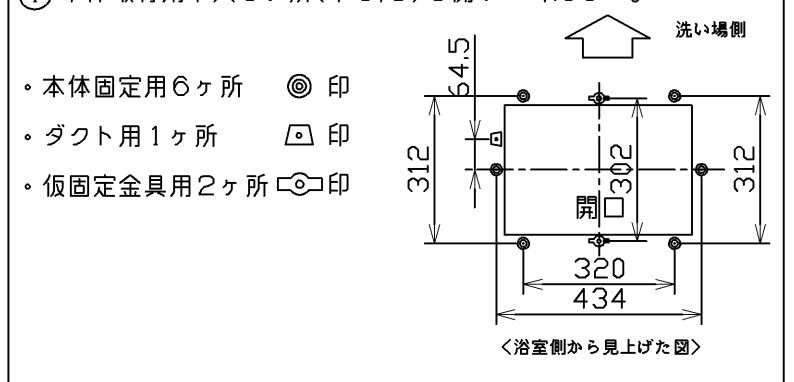 洗い場側
・本体固定用6ヶ所 ◎ 印
・ダクト用1ヶ所 印
・仮固定金具用2ヶ所 印
64.5
312
302
312
開口
320
434
＜浴室側から見上げた図＞